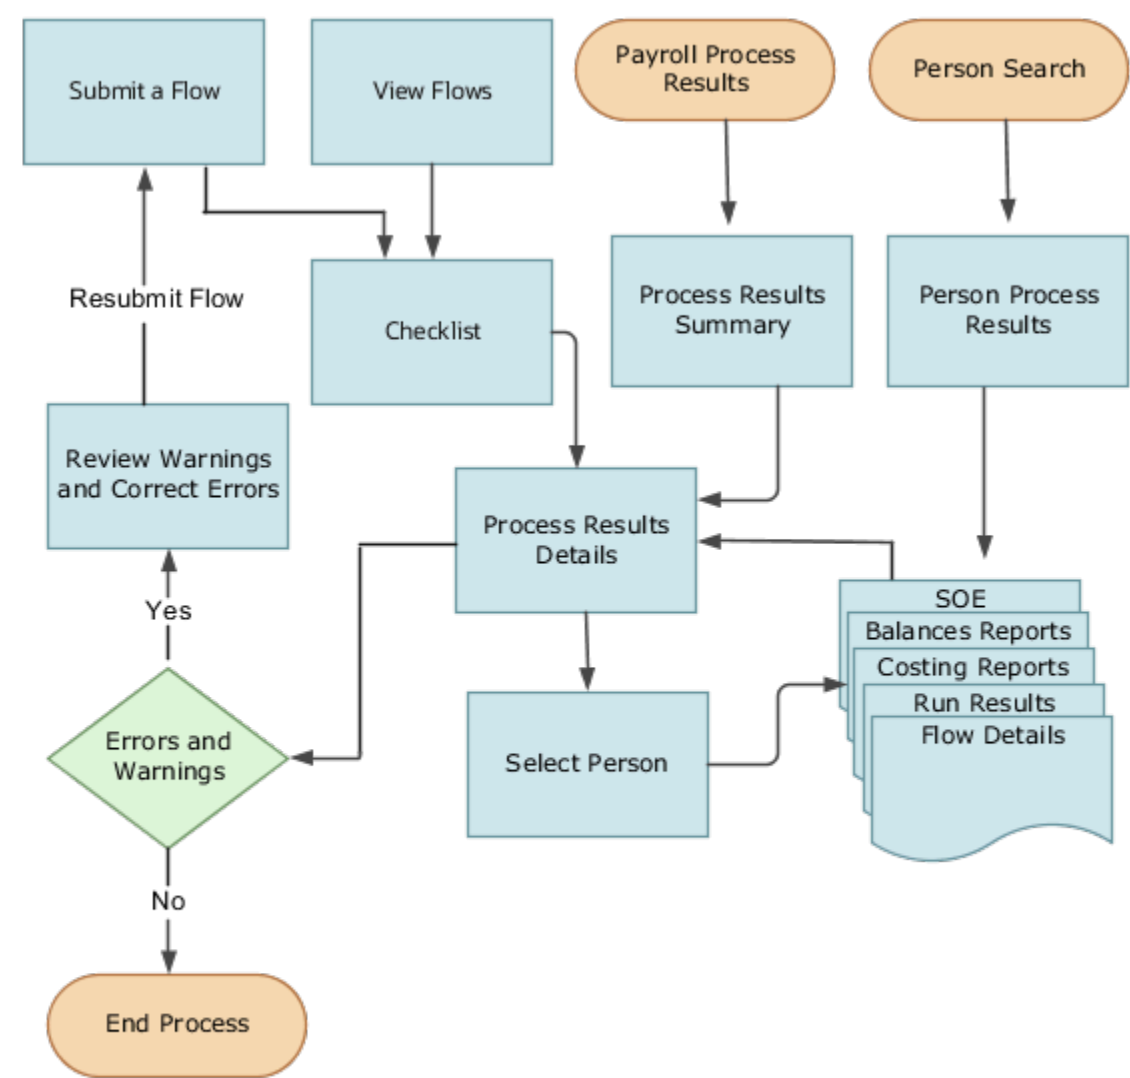 Submit a Flow
View Flows
Payroll Process
Results
Person Search
Resubmit Flow
Checklist
Process Results
Summary
Person Process
Results
Review Warnings
and Correct Errors
Process Results
Details
Yes
SOE
Balances Reports
Costing Reports
Run Results
Flow Details
Errors and
Warnings
Select Person
No
End Process